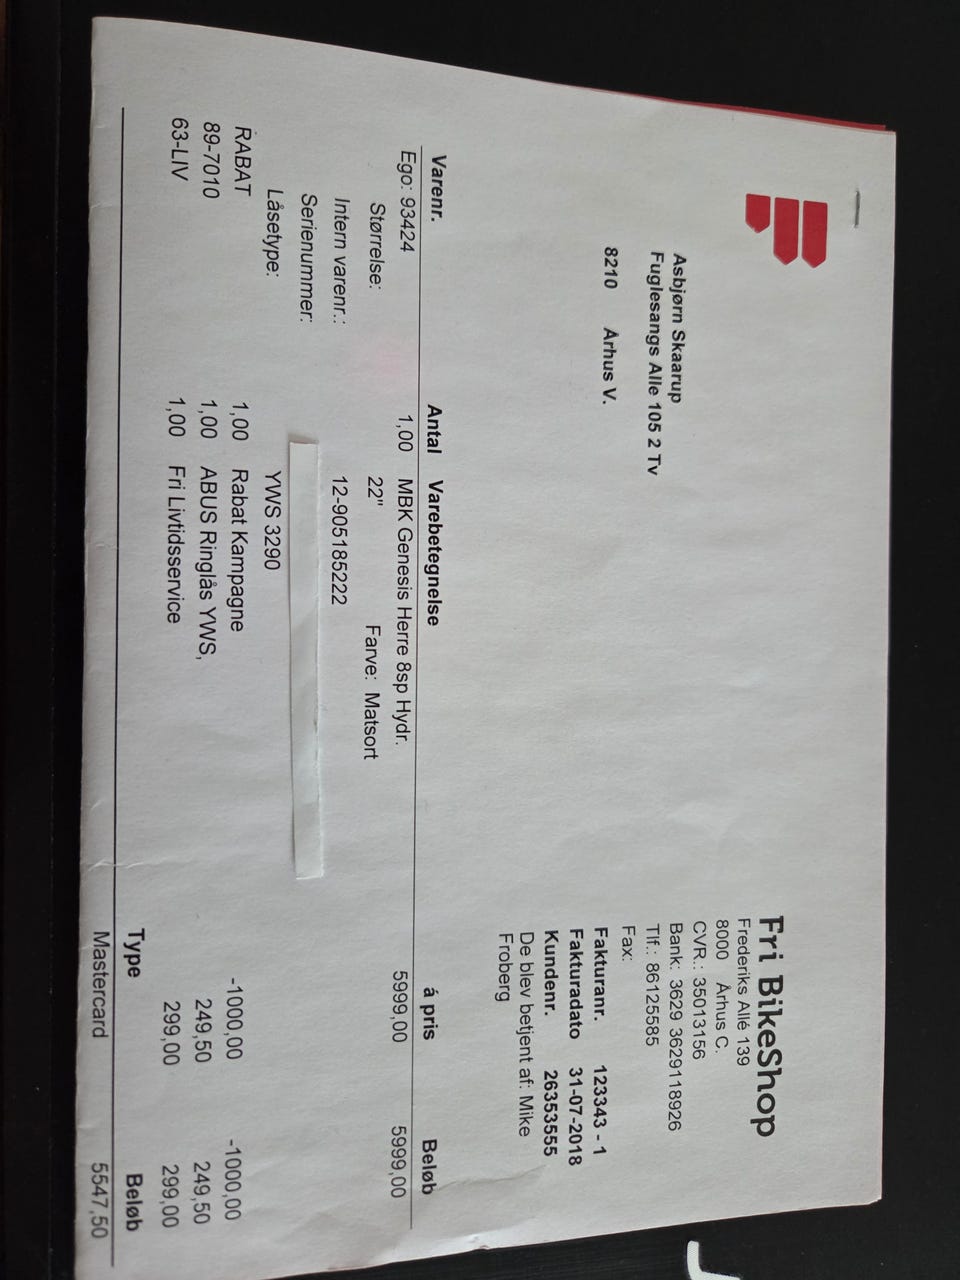 Fri BikeShop
Frederiks Allé 139
8000 Århus C.
CVR.: 35013156
Bank: 3629 3629118926
Tlf.: 86125585
Fax:
Asbjørn Skaarup
Fuglesangs Alle 105 2 Tv
8210 Århus V.
Fakturanr. 123343 - 1
Fakturadato 31-07-2018
Kundenr. 26353555
De blev betjent af: Mike
Froberg
Varenr. Antal Varebetegnelse á pris Beløb
Ego: 93424 1,00 MBK Genesis Herre 8sp Hydr. 5999,00 5999,00
Størrelse: 22" Farve: Matsort
Intern varenr.: 12-905185222
Serienummer:
Låsetype: YWS 3290
RABAT 1,00 Rabat Kampagne -1000,00 -1000,00
89-7010 1,00 ABUS Ringlås YWS, 249,50 249,50
63-LIV 1,00 Fri Livtidsservice 299,00 299,00
Type Beløb
Mastercard 5547,50